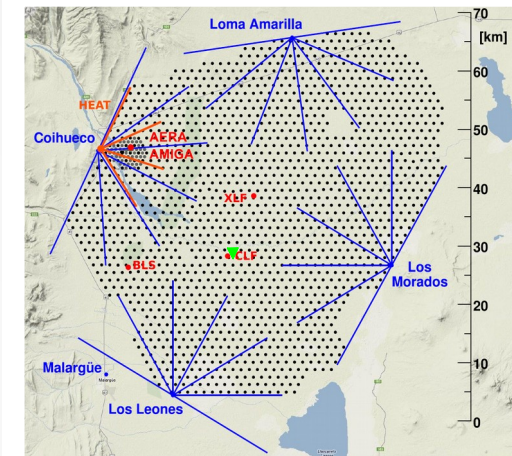 Loma Amarilla
70
[km]
60
HEAT
50
Coihueco
AERA
AMIGA
40
XLF
30
CLF
BLS
Los
Morados
20
10
Malargüe
Malargüe
Los Leones
0